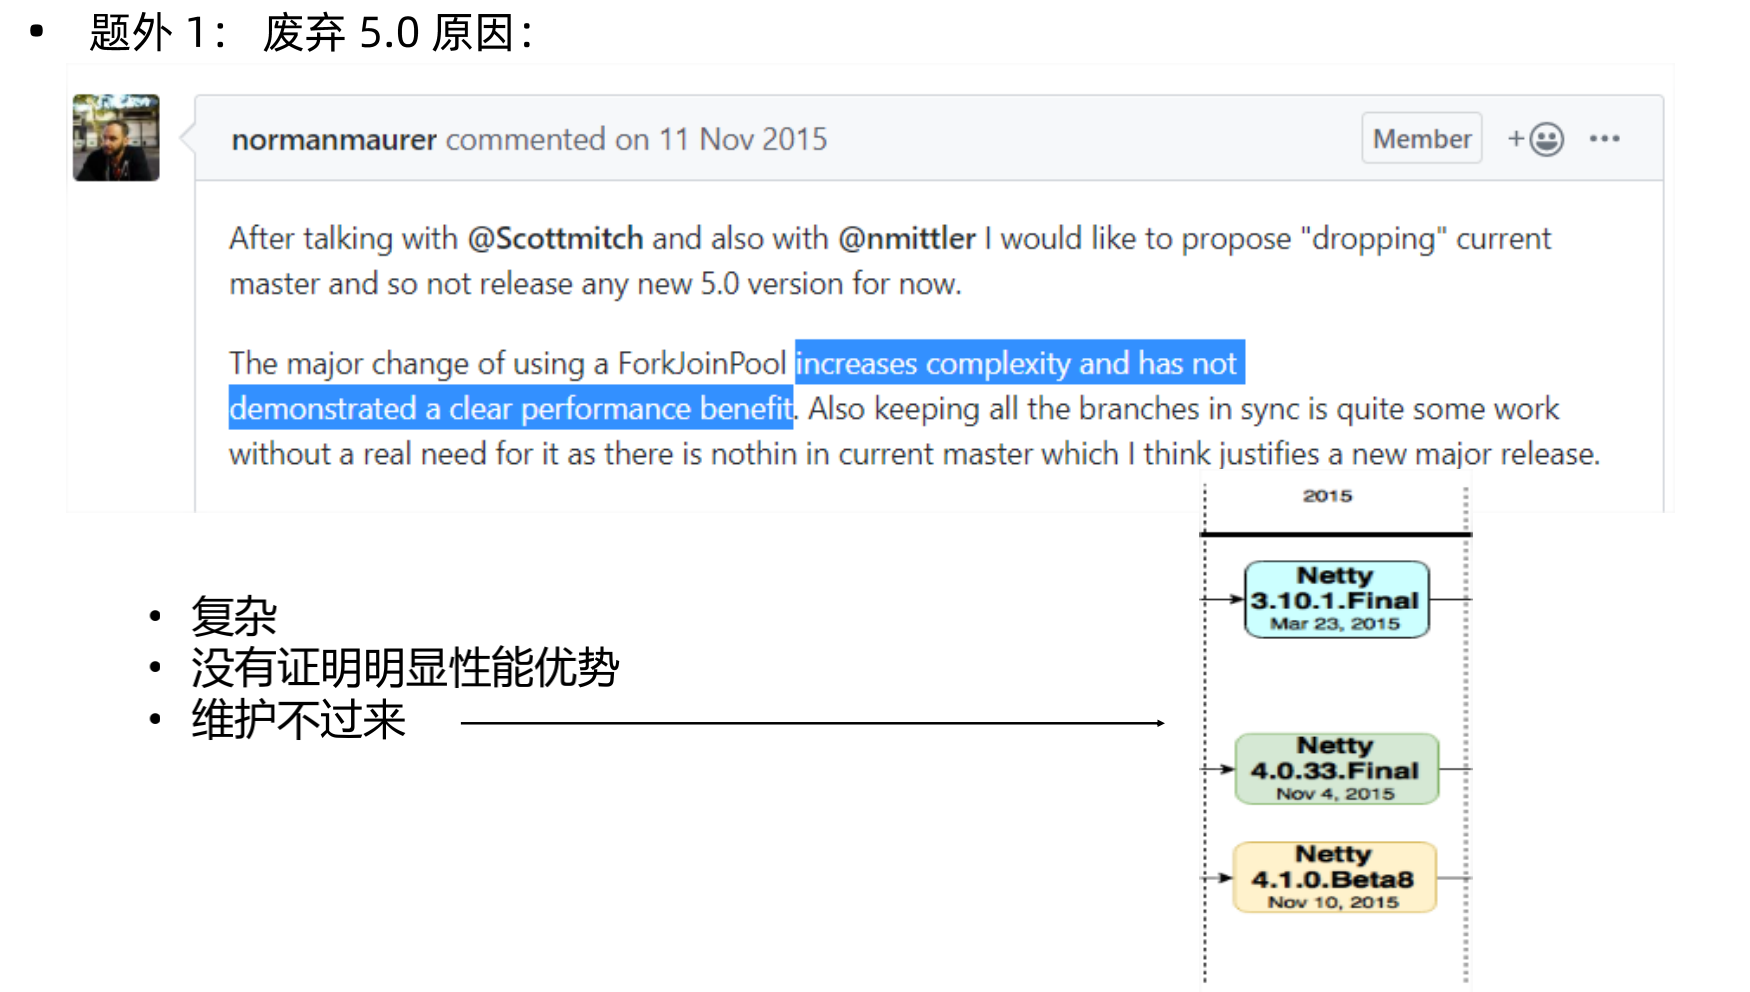 • 题外 1： 废弃 5.0 原因：
normanmaurer commented on 11 Nov 2015
Member
After talking with @Scottmitch and also with @nmittler I would like to propose "dropping" current
master and so not release any new 5.0 version for now.
The major change of using a ForkJoinPool increases complexity and has not
demonstrated a clear performance benefit. Also keeping all the branches in sync is quite some work
without a real need for it as there is nothin in current master which I think justifies a new major release.
• 复杂
• 没有证明明显性能优势
• 维护不过来
2015
Netty
3.10.1.Final
Mar 23, 2015
Netty
4.0.33.Final
Nov 4, 2015
Netty
4.1.0.Beta8
Nov 10, 2015